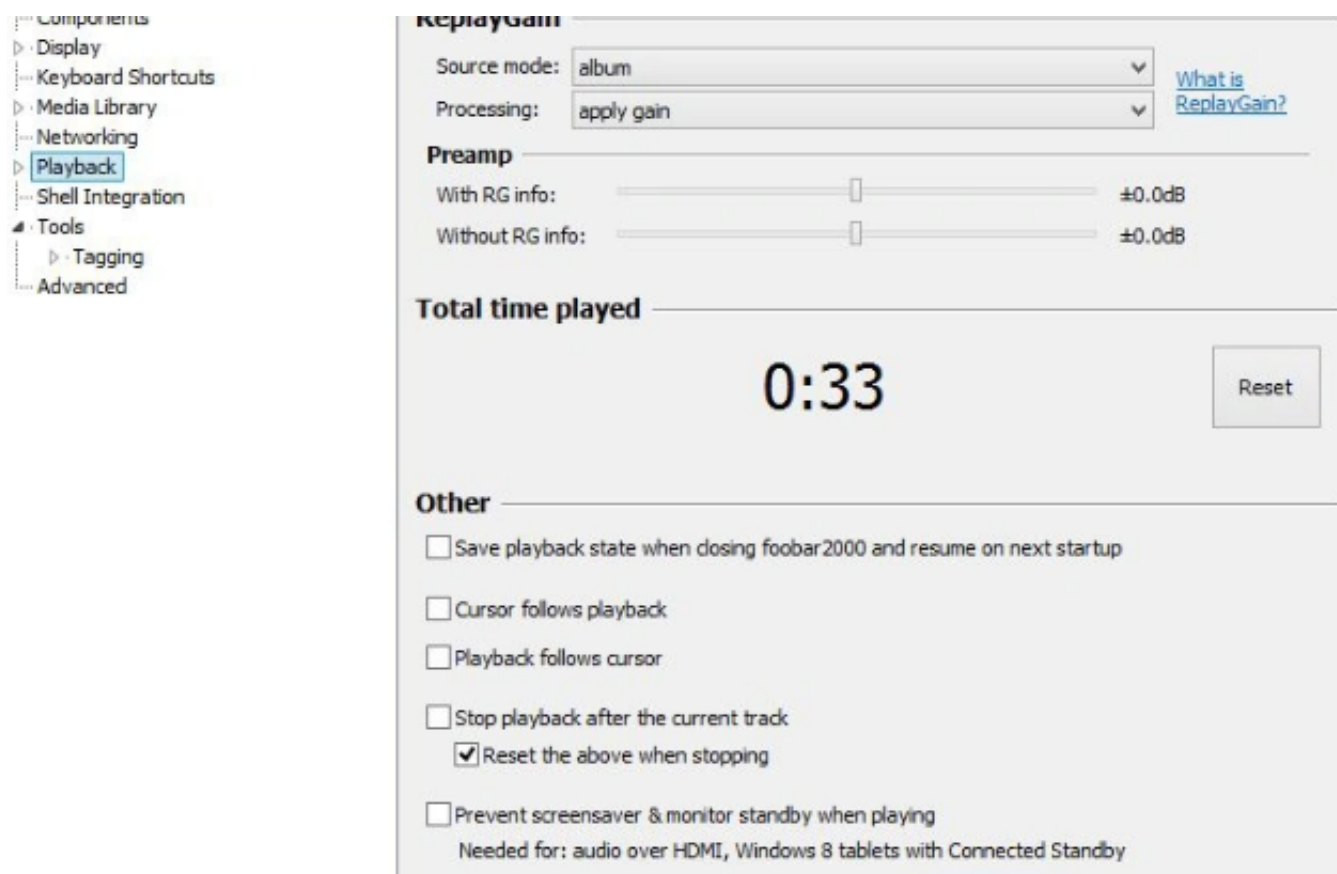 Components
Display
Keyboard Shortcuts
Media Library
Networking
Playback
Shell Integration
Tools
Tagging
Advanced
ReplayGain
Source mode: album
What is
ReplayGain?
Processing: apply gain
Preamp
With RG info: ±0.0dB
Without RG info: ±0.0dB
Total time played
0:33
Reset
Other
Save playback state when closing foobar2000 and resume on next startup
Cursor follows playback
Playback follows cursor
Stop playback after the current track
Reset the above when stopping
Prevent screensaver & monitor standby when playing
Needed for: audio over HDMI, Windows 8 tablets with Connected Standby